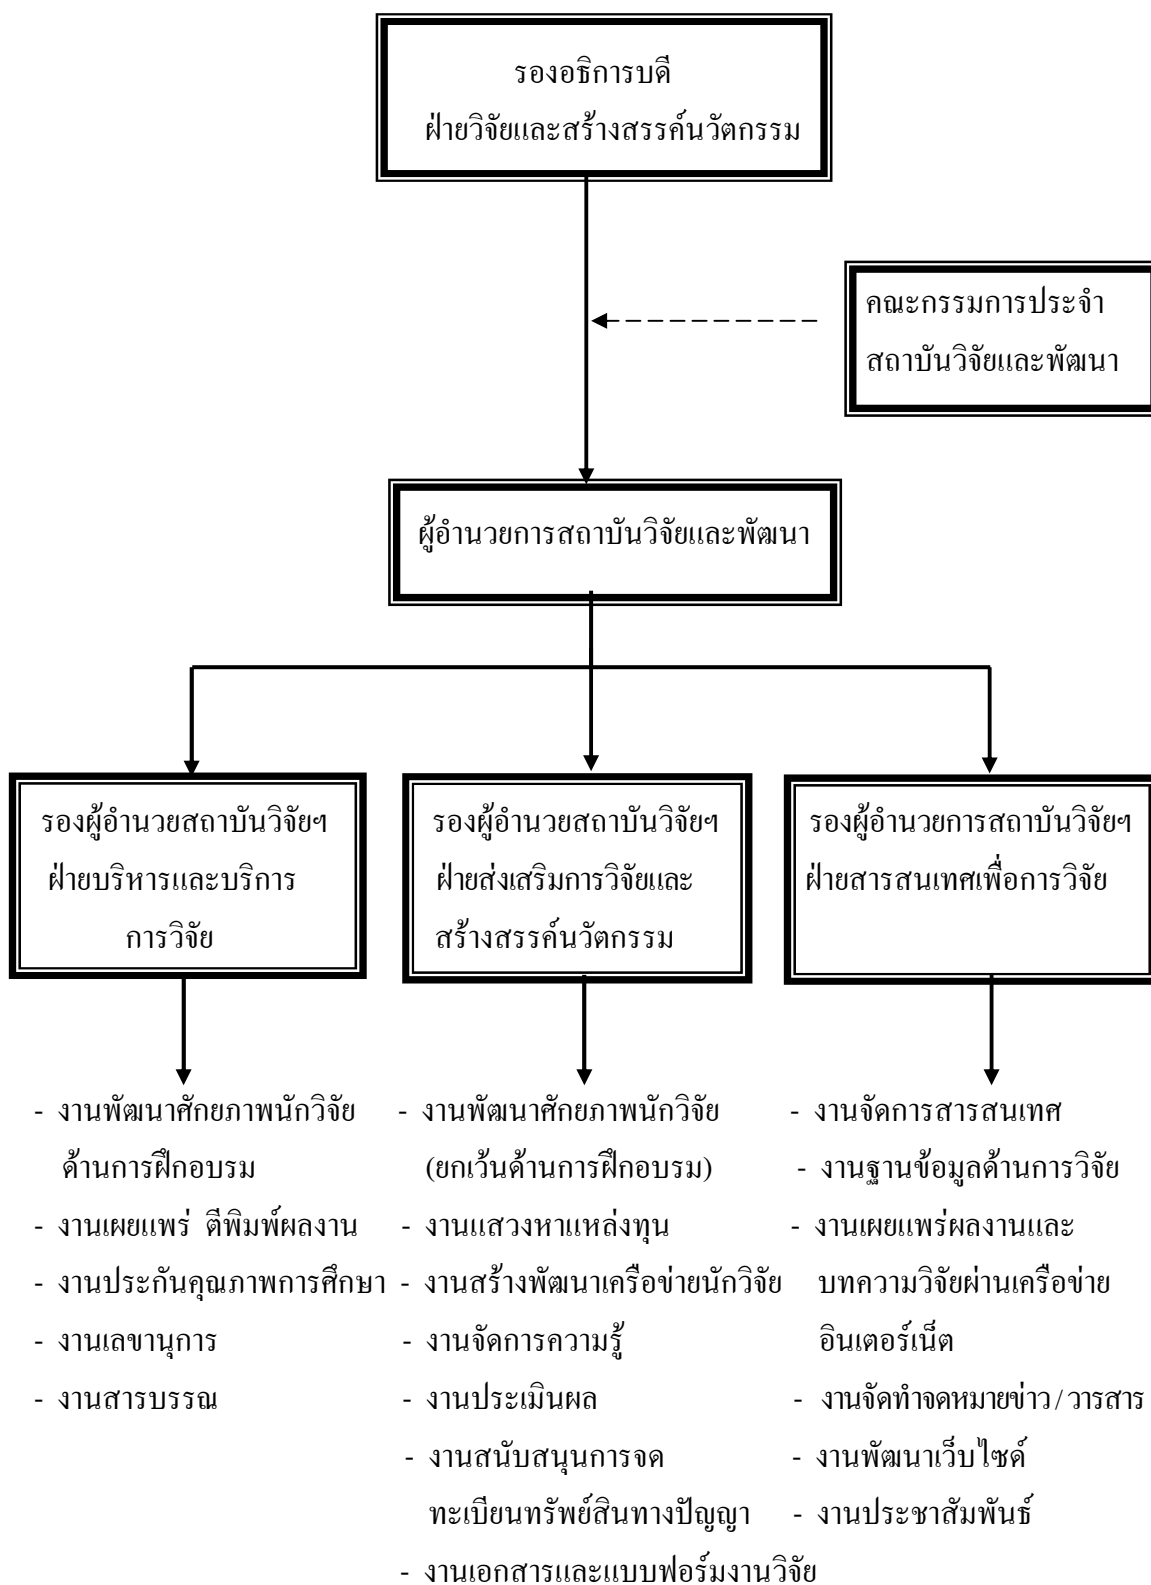 รองอธิการบดี
ฝ่ายวิจัยและสร้างสรรค์นวัตกรรม
คณะกรรมการประจำ
สถาบันวิจัยและพัฒนา
ผู้อำนวยการสถาบันวิจัยและพัฒนา
รองผู้อำนวยสถาบันวิจัยฯ
ฝ่ายบริหารและบริการ
การวิจัย
รองผู้อำนวยสถาบันวิจัยฯ
ฝ่ายส่งเสริมการวิจัยและ
สร้างสรรค์นวัตกรรม
รองผู้อำนวยการสถาบันวิจัยฯ
ฝ่ายสารสนเทศเพื่อการวิจัย
- งานพัฒนาศักยภาพนักวิจัย
ด้านการฝึกอบรม
- งานเผยแพร่ ตีพิมพ์ผลงาน
- งานประกันคุณภาพการศึกษา
- งานเลขานุการ
- งานสารบรรณ
- งานพัฒนาศักยภาพนักวิจัย
(ยกเว้นด้านการฝึกอบรม)
- งานแสวงหาแหล่งทุน
- งานสร้างพัฒนาเครือข่ายนักวิจัย
- งานจัดการความรู้
- งานประเมินผล
- งานสนับสนุนการจด
ทะเบียนทรัพย์สินทางปัญญา
- งานเอกสารและแบบฟอร์มงานวิจัย
- งานจัดการสารสนเทศ
- งานฐานข้อมูลด้านการวิจัย
- งานเผยแพร่ผลงานและ
บทความวิจัยผ่านเครือข่าย
อินเตอร์เน็ต
- งานจัดทำจดหมายข่าว/วารสาร
- งานพัฒนาเว็บไซด์
- งานประชาสัมพันธ์